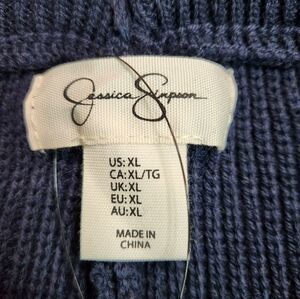 Jessica Simpson
US: XL
CA: XL/TG
UK: XL
EU: XL
AU: XL
MADE IN
CHINA